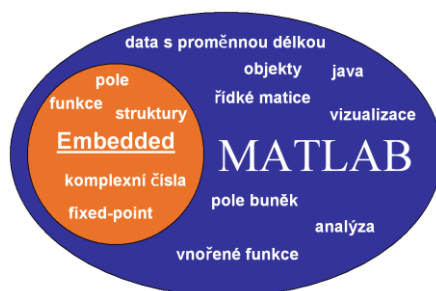 data s proměnnou délkou
objekty
java
pole
řídké matice
funkce
struktury
vizualizace
Embedded
MATLAB
komplexní čísla
pole buněk
fixed-point
analýza
vnořené funkce